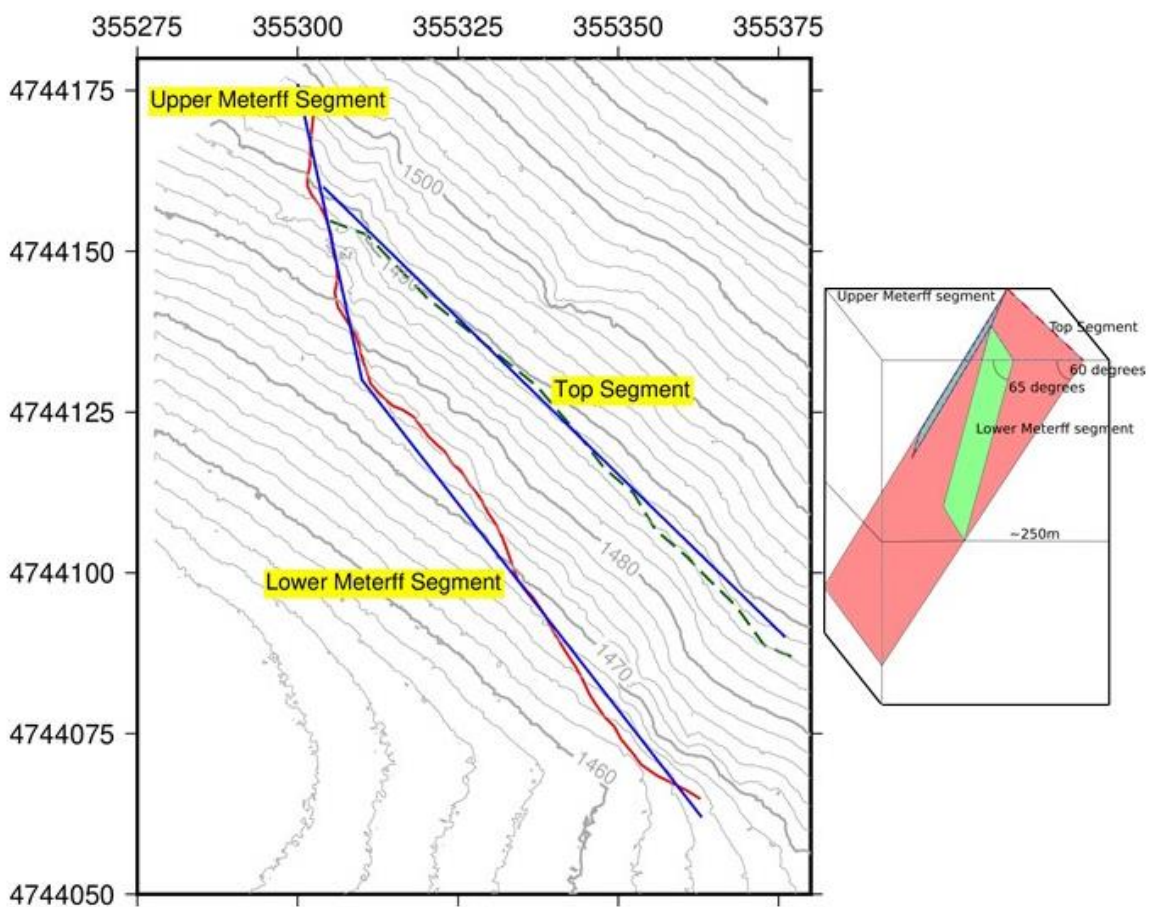 355275 355300 355325 355350 355375
4744175
4744150
4744125
4744100
4744075
4744050
Upper Meterff Segment
1500
1490
Top Segment
1480
Lower Meterff Segment
1470
1460
Upper Meterff segment
Top Segment
60 degrees
65 degrees
Lower Meterff segment
~250m